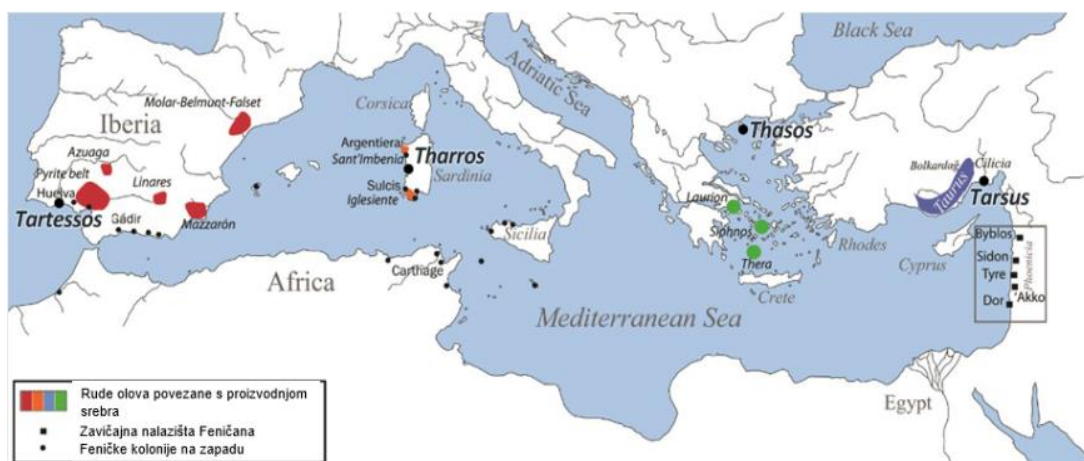 Black Sea
Adriatic Sea
Molar-Belmunt-Falset
Iberia
Corsica
Thasos
Argentiera
Sant'Imbenia
Tharros
Sardinia
Azuaga
Pyrite belt
Huelva
Linares
Tartessos
Gádir
Mazzarón
Sulcis
Iglesiente
Bolkardağ
Cilicia
Taurus
Tarsus
Laurion
Siphnos
Thera
Sicilia
Rhodes
Cyprus
Byblos
Sidon
Tyre
'Akko
Dor
Phoenicia
Carthage
Africa
Crete
Mediterranean Sea
Egypt
Rude olova povezane s proizvodnjom
srebra
Zavičajna nalazišta Feničana
Feničke kolonije na zapadu